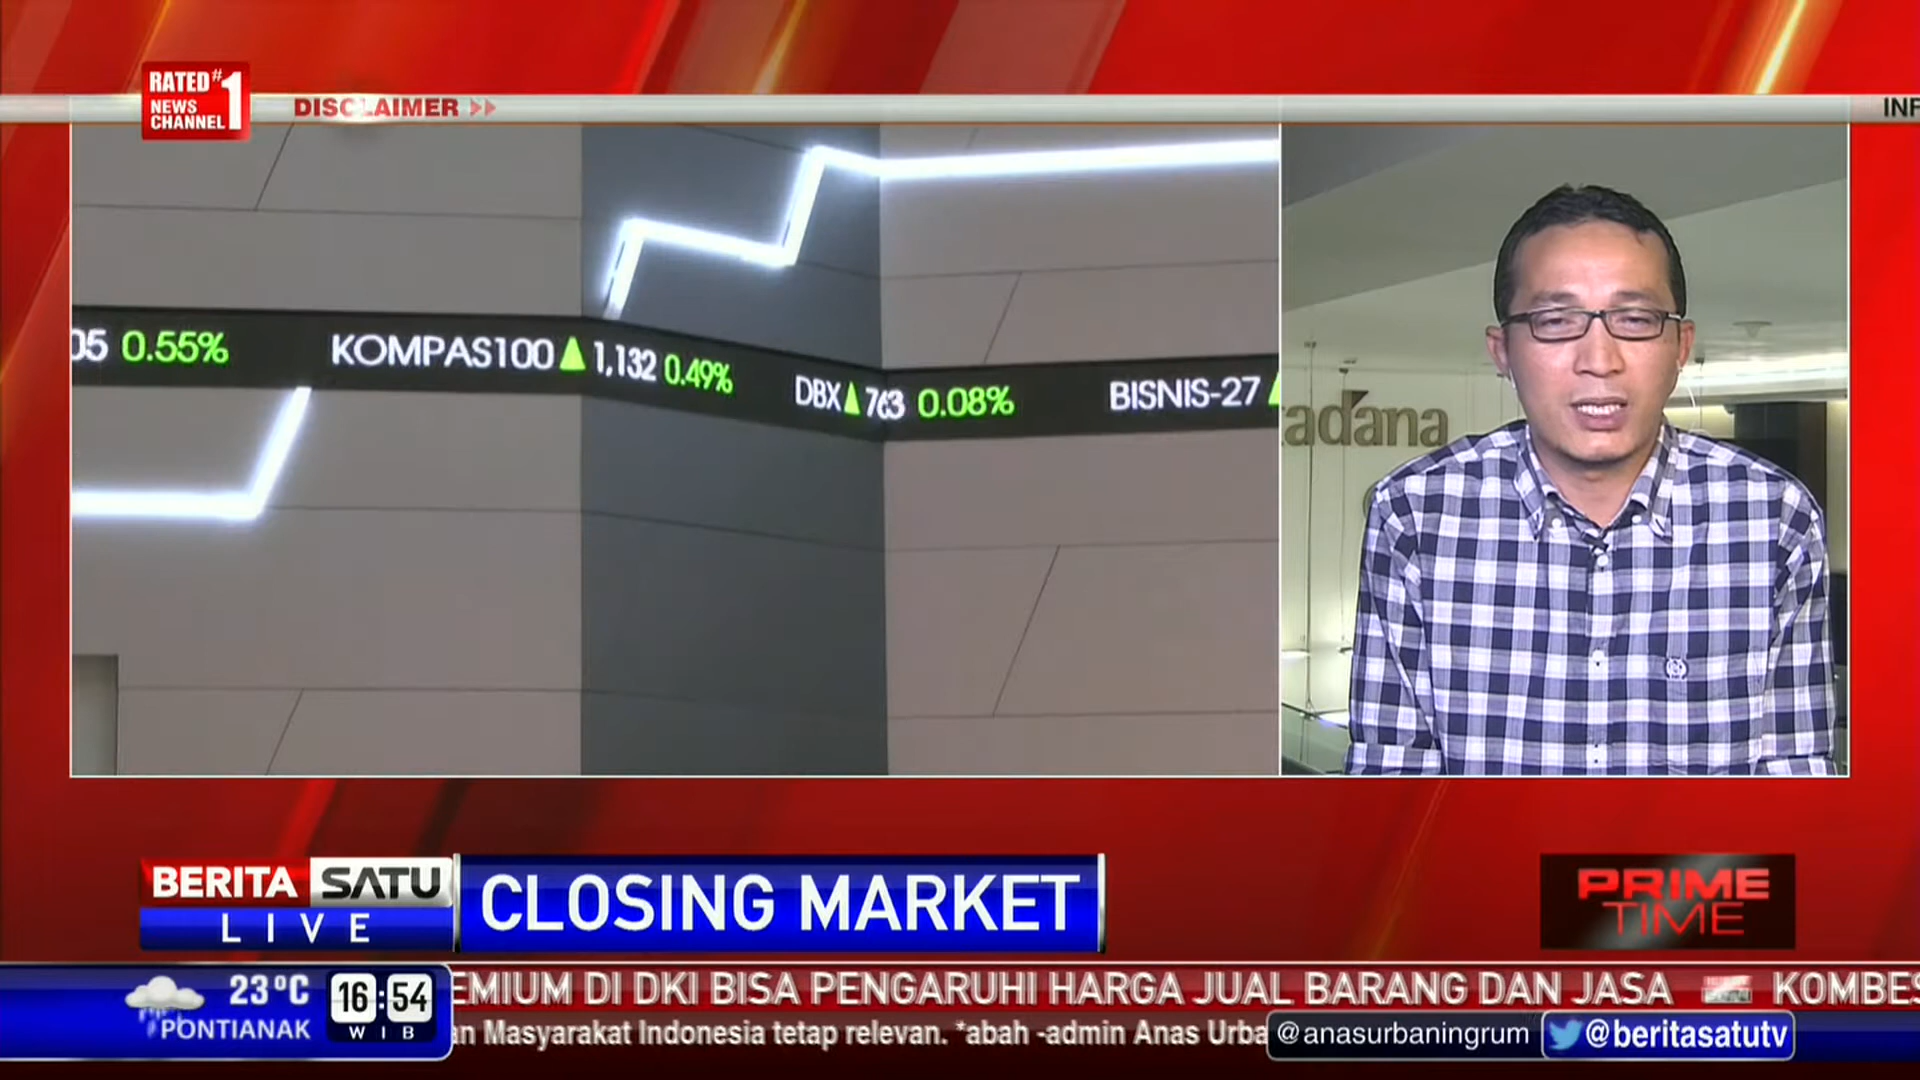 RATED #1
NEWS
CHANNEL
DISCLAIMER
INF
05 0.55% KOMPAS100 1,132 0.49% DBX 763 0.08% BISNIS-27
adana
BERITA SATU
LIVE
CLOSING MARKET
PRIME
TIME
23°C
PONTIANAK
16:54
WIB
EMIUM DI DKI BISA PENGARUHI HARGA JUAL BARANG DAN JASA KOMBES
an Masyarakat Indonesia tetap relevan. *abah -admin Anas Urba
@anasurbaningrum
@beritasatutv